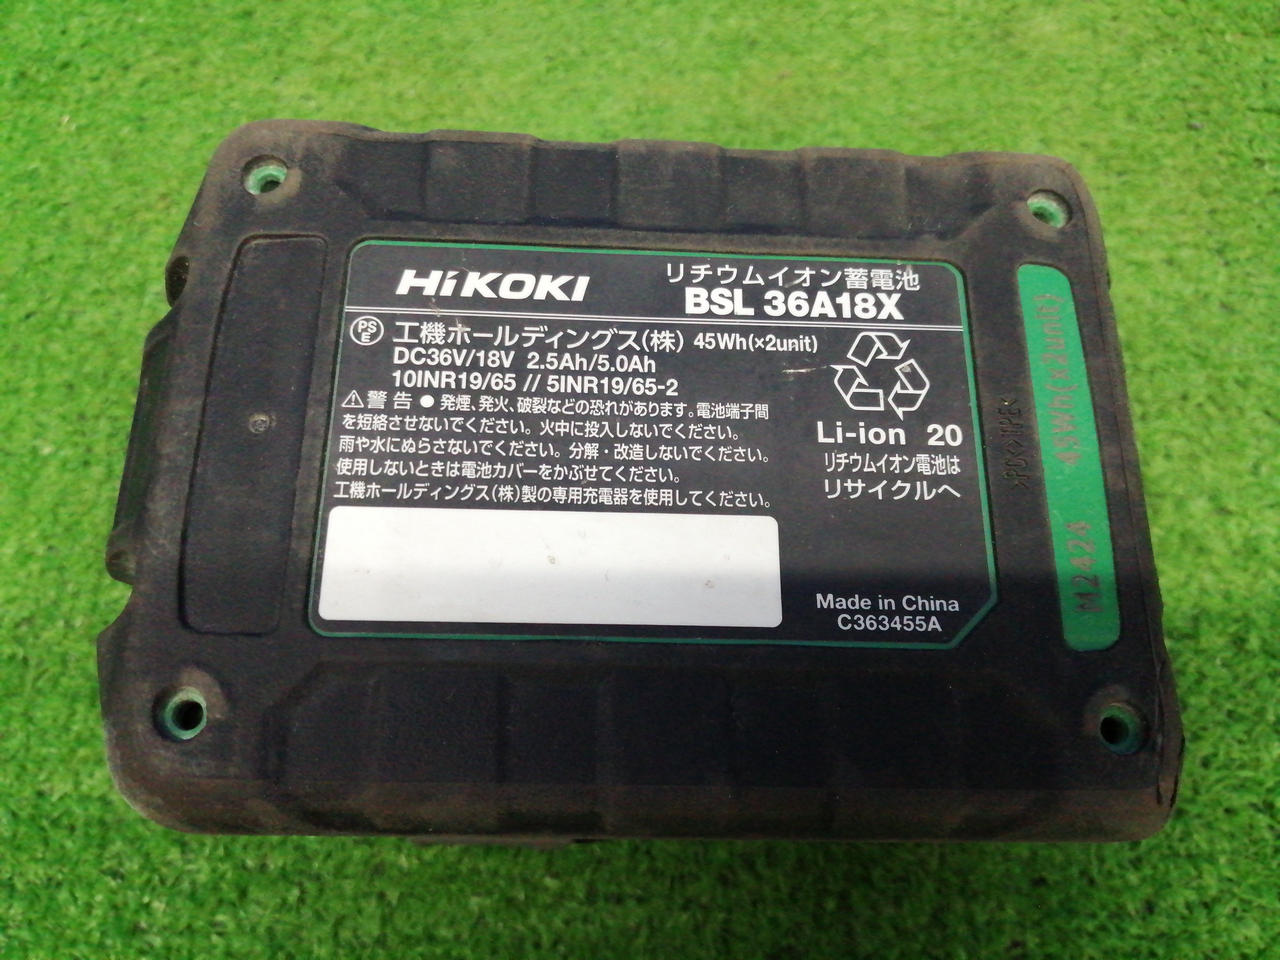 HiKOKI
リチウムイオン蓄電池
BSL 36A18X
PSE 工機ホールディングス(株) 45Wh(×2unit)
DC36V/18V 2.5Ah/5.0Ah
10INR19/65 // 5INR19/65-2
⚠警告 ● 発煙、発火、破裂などの恐れがあります。電池端子間
を短絡させないでください。火中に投入しないでください。
雨や水にぬらさないでください。分解・改造しないでください。
使用しないときは電池カバーをかぶせてください。
工機ホールディングス(株)製の専用充電器を使用してください。
Li-ion 20
リチウムイオン電池は
リサイクルへ
Made in China
C363455A
M2424 45Wh(x2unit)